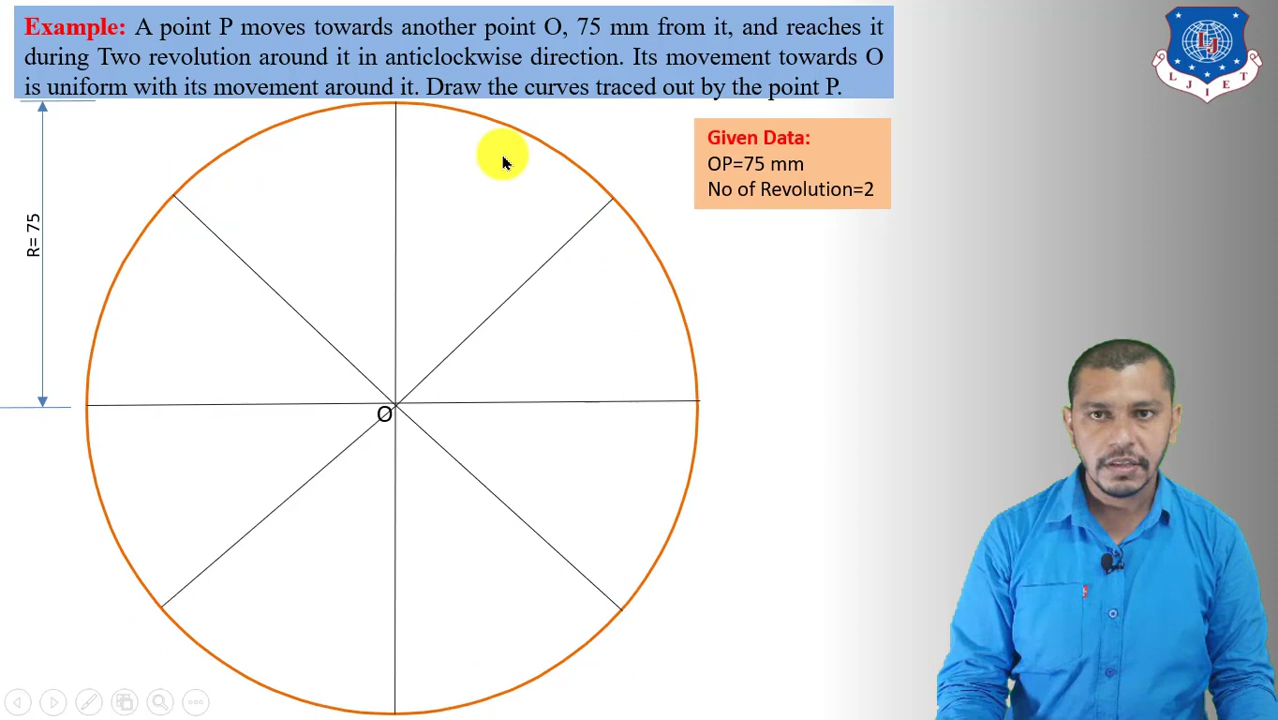 Example: A point P moves towards another point O, 75 mm from it, and reaches it
during Two revolution around it in anticlockwise direction. Its movement towards O
is uniform with its movement around it. Draw the curves traced out by the point P.
Given Data:
OP=75 mm
No of Revolution=2
R= 75
O
LJ
L J I E T